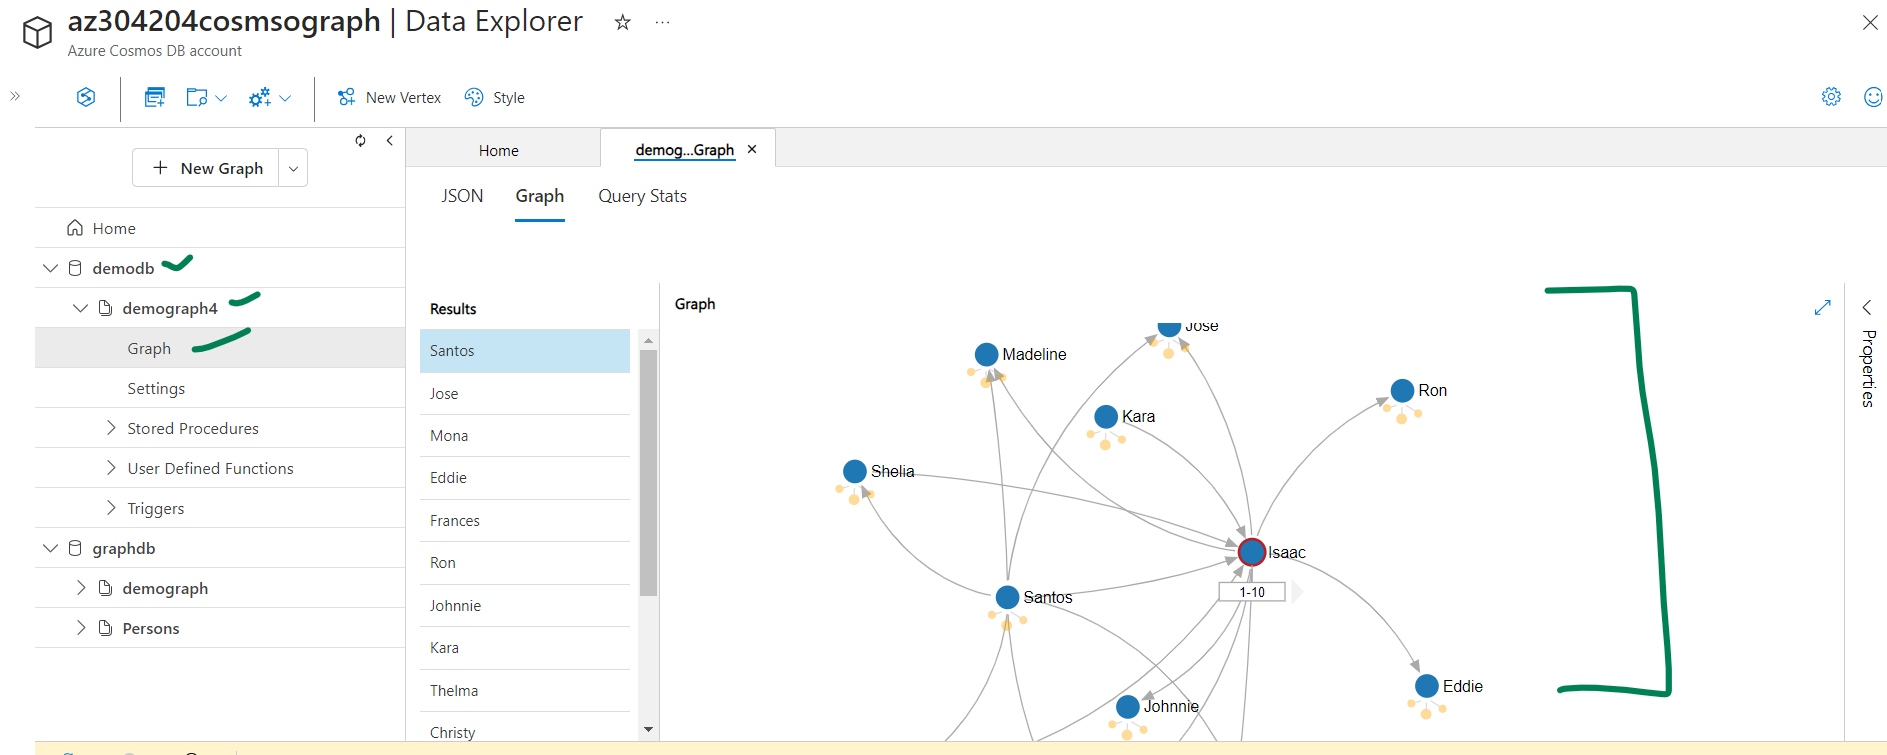 az304204cosmsograph | Data Explorer
Azure Cosmos DB account
New Vertex
Style
New Graph
Home
demodb
demograph4
Graph
Settings
Stored Procedures
User Defined Functions
Triggers
graphdb
demograph
Persons
Home
demog...Graph
JSON
Graph
Query Stats
Results
Santos
Jose
Mona
Eddie
Frances
Ron
Johnnie
Kara
Thelma
Christy
Graph
Jose
Madeline
Ron
Kara
Shelia
Isaac
1-10
Santos
Eddie
Johnnie
Properties